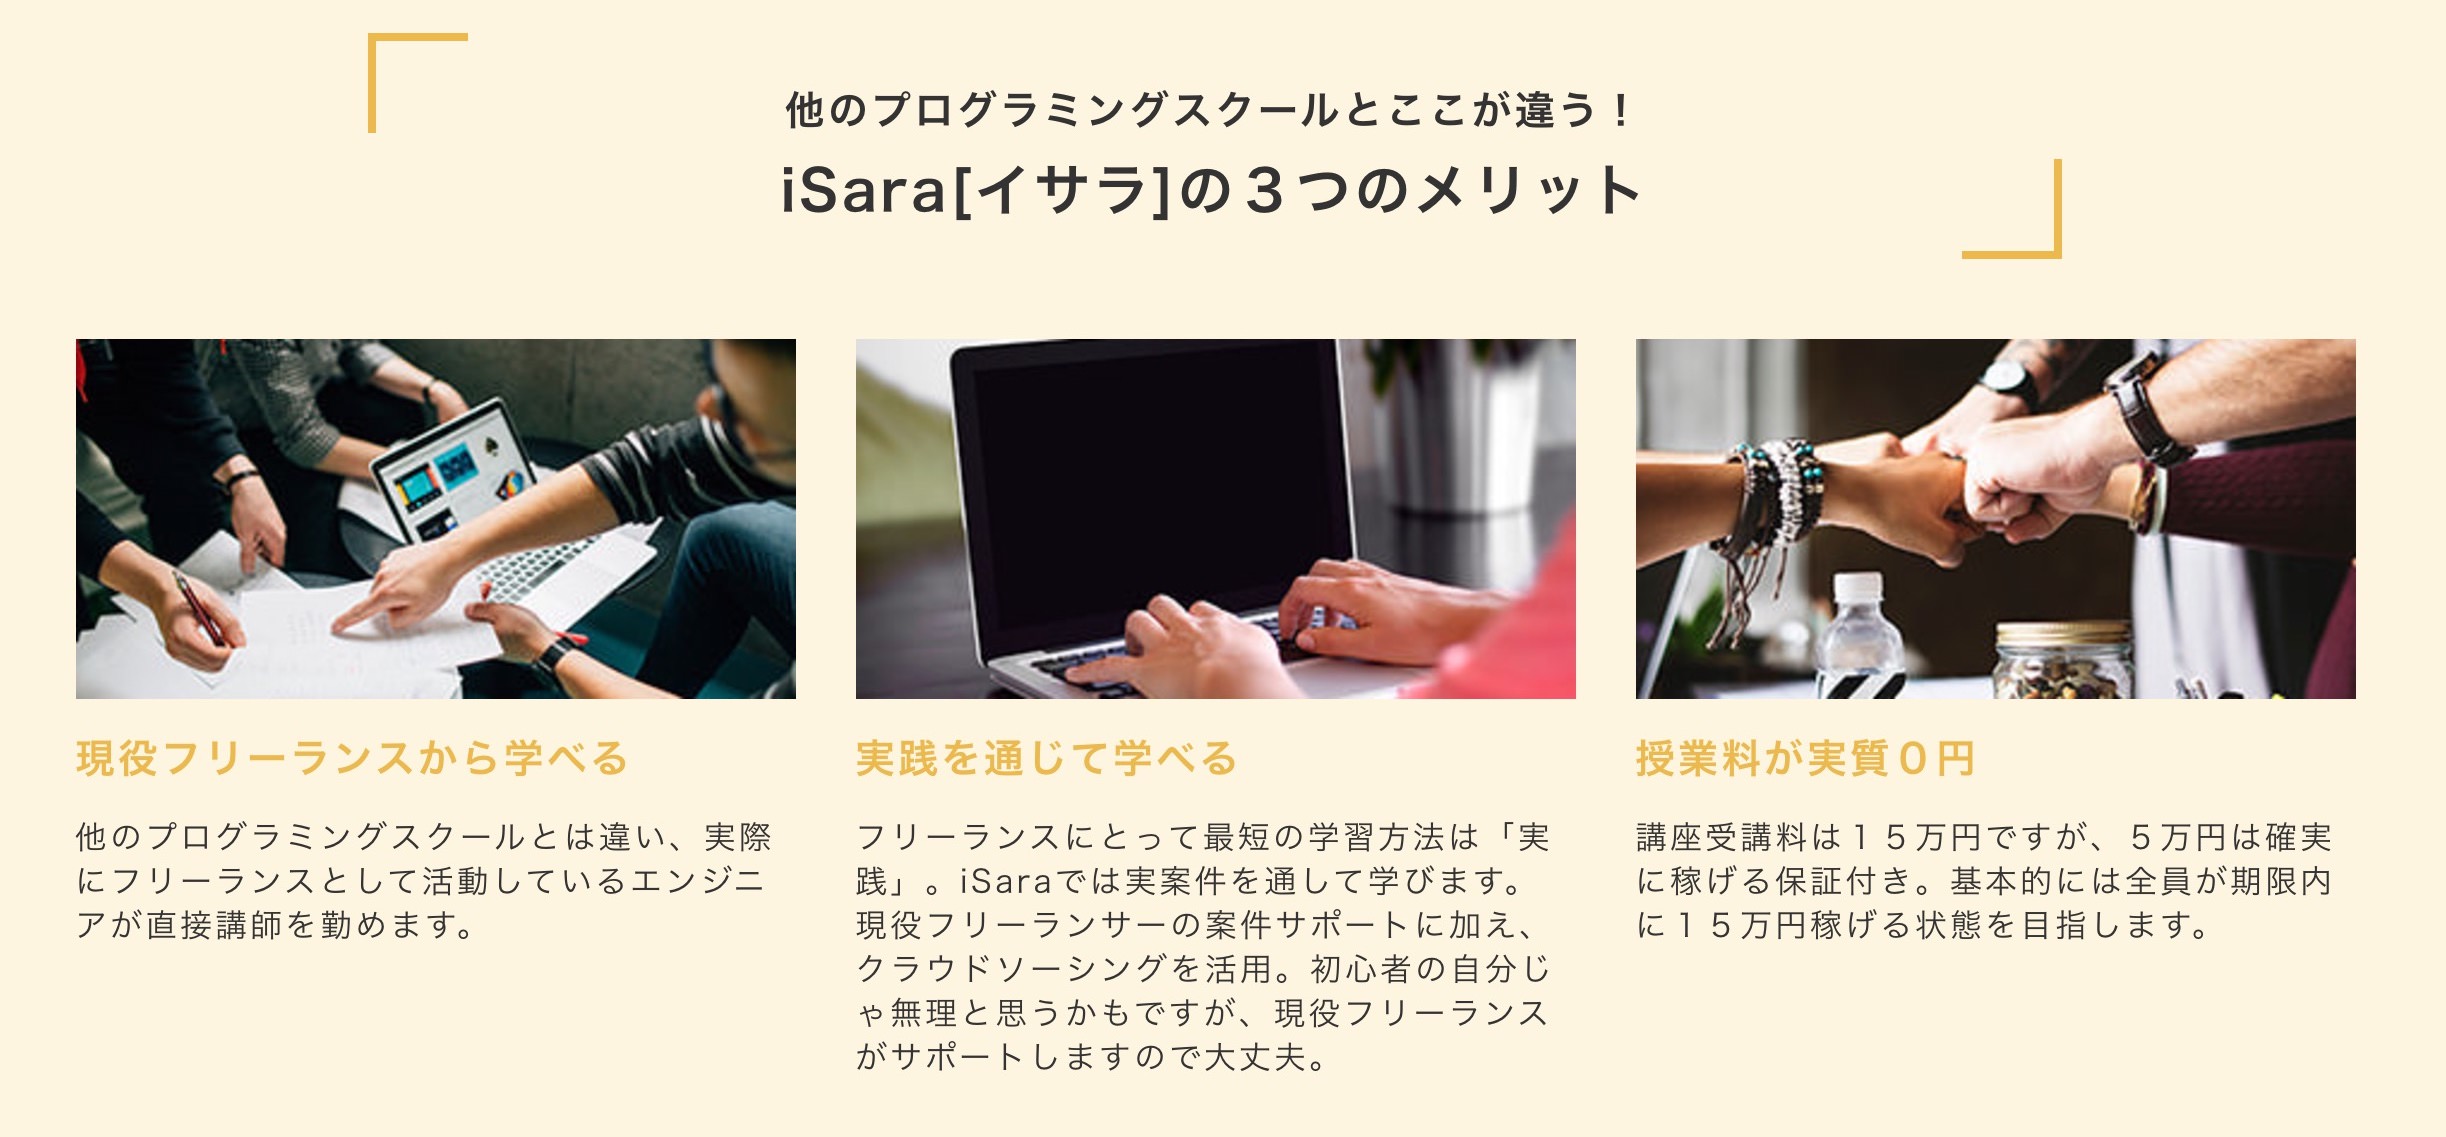 他のプログラミングスクールとここが違う！
iSara[イサラ]の３つのメリット
現役フリーランスから学べる
他のプログラミングスクールとは違い、実際
にフリーランスとして活動しているエンジニ
アが直接講師を勤めます。
実践を通じて学べる
フリーランスにとって最短の学習方法は「実
践」。iSaraでは実案件を通して学びます。
現役フリーランサーの案件サポートに加え、
クラウドソーシングを活用。初心者の自分じ
ゃ無理と思うかもですが、現役フリーランス
がサポートしますので大丈夫。
授業料が実質０円
講座受講料は１５万円ですが、５万円は確実
に稼げる保証付き。基本的には全員が期限内
に１５万円稼げる状態を目指します。